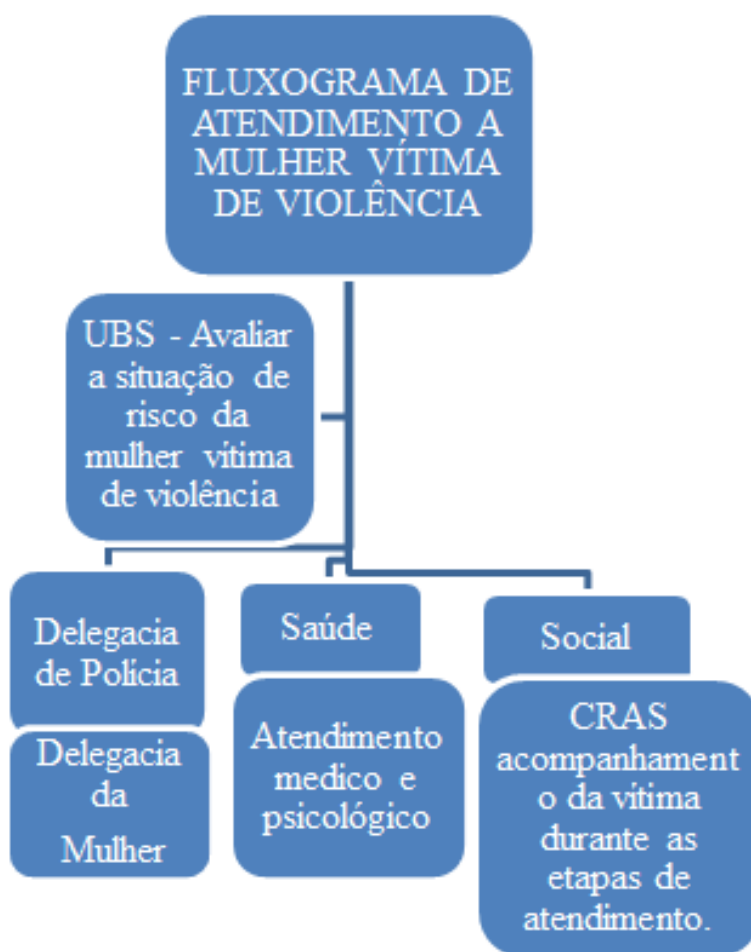 FLUXOGRAMA DE
ATENDIMENTO A
MULHER VÍTIMA
DE VIOLÊNCIA
UBS - Avaliar
a situação de
risco da
mulher vítima
de violência
Delegacia
de Polícia
Delegacia
da
Mulher
Saúde
Atendimento
medico e
psicológico
Social
CRAS
acompanhament
o da vítima
durante as
etapas de
atendimento.